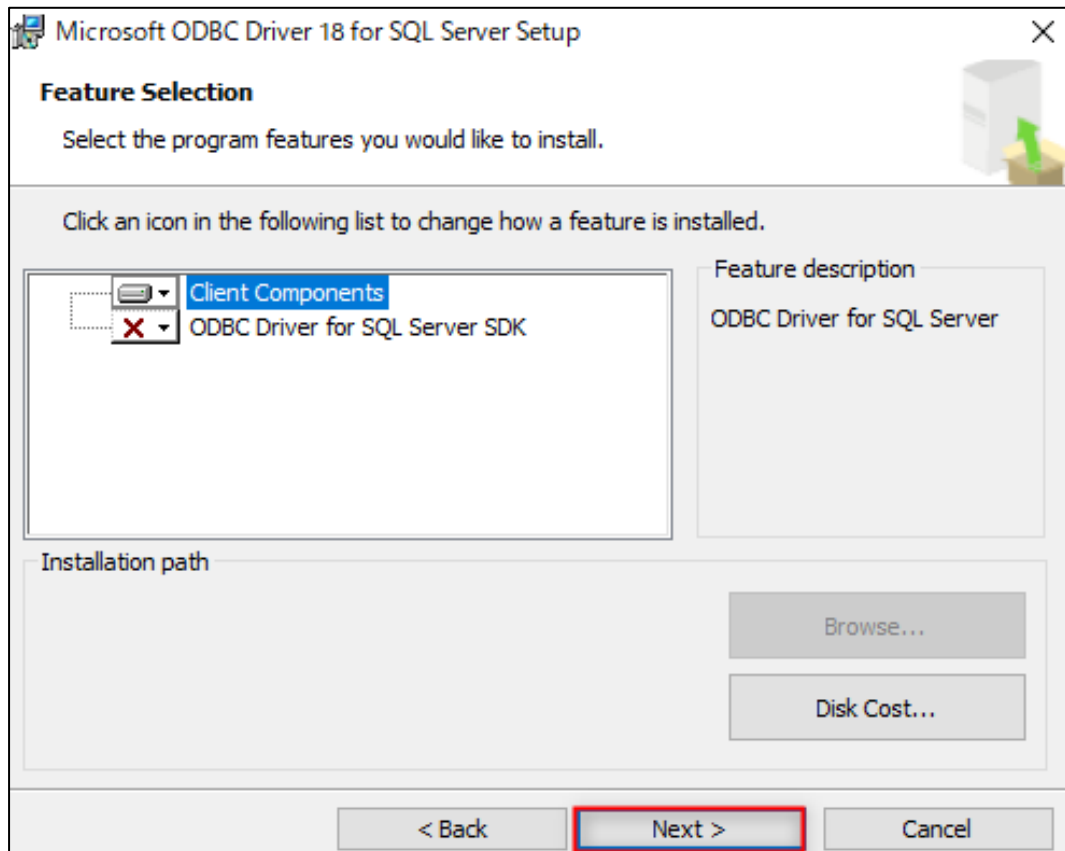 Microsoft ODBC Driver 18 for SQL Server Setup
Feature Selection
Select the program features you would like to install.
Click an icon in the following list to change how a feature is installed.
Client Components
ODBC Driver for SQL Server SDK
Feature description
ODBC Driver for SQL Server
Installation path
Browse...
Disk Cost...
< Back
Next >
Cancel